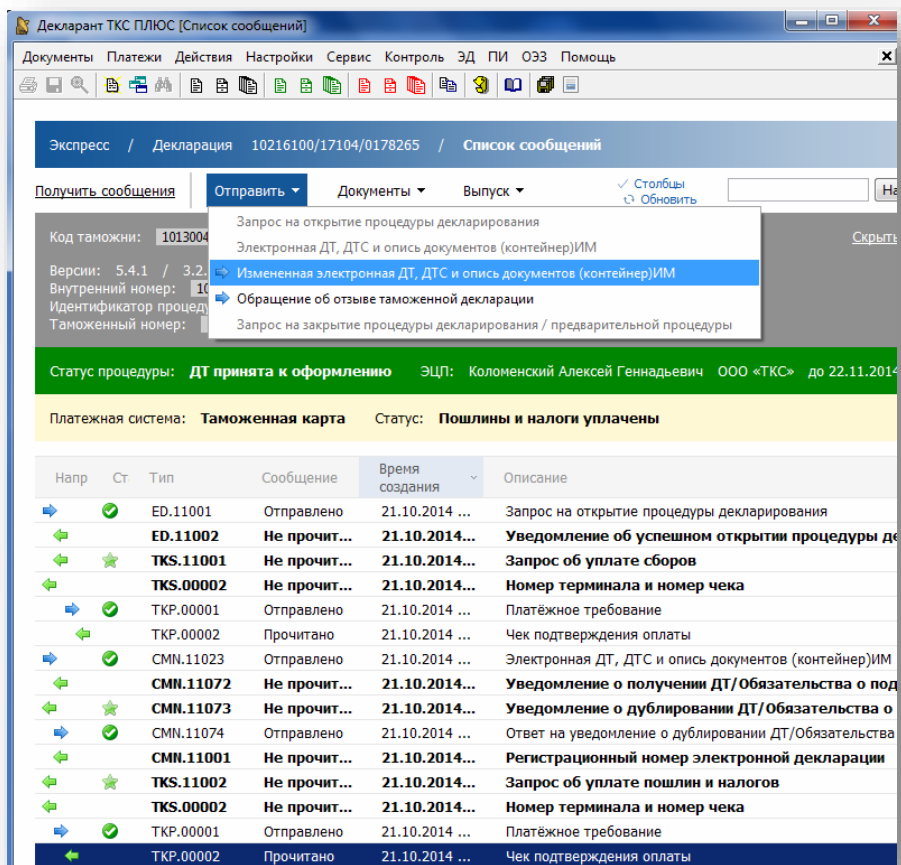 Декларант ТКС ПЛЮС [Список сообщений]
Документы Платежи Действия Настройки Сервис Контроль ЭД ПИ ОЭЗ Помощь
Экспресс / Декларация 10216100/17104/0178265 / Список сообщений
Получить сообщения Отправить Документы Выпуск Столбцы
Обновить
На
Запрос на открытие процедуры декларирования
Код таможни: 1013004 Скрыть
Электронная ДТ, ДТС и опись документов (контейнер)ИМ
Версии: 5.4.1 / 3.2.
Измененная электронная ДТ, ДТС и опись документов (контейнер)ИМ
Внутренний номер: 10
Обращение об отзыве таможенной декларации
Идентификатор процеду
Таможенный номер:
Запрос на закрытие процедуры декларирования / предварительной процедуры
Статус процедуры: ДТ принята к оформлению ЭЦП: Коломенский Алексей Геннадьевич ООО «ТКС» до 22.11.2014
Платежная система: Таможенная карта Статус: Пошлины и налоги уплачены
Напр Ст Тип Сообщение Время создания Описание
ED.11001 Отправлено 21.10.2014 ... Запрос на открытие процедуры декларирования
ED.11002 Не прочит... 21.10.2014... Уведомление об успешном открытии процедуры де
TKS.11001 Не прочит... 21.10.2014... Запрос об уплате сборов
TKS.00002 Не прочит... 21.10.2014... Номер терминала и номер чека
TKP.00001 Отправлено 21.10.2014 ... Платёжное требование
TKP.00002 Прочитано 21.10.2014 ... Чек подтверждения оплаты
CMN.11023 Отправлено 21.10.2014 ... Электронная ДТ, ДТС и опись документов (контейнер)ИМ
CMN.11072 Не прочит... 21.10.2014... Уведомление о получении ДТ/Обязательства о под
CMN.11073 Не прочит... 21.10.2014... Уведомление о дублировании ДТ/Обязательства о
CMN.11074 Отправлено 21.10.2014 ... Ответ на уведомление о дублировании ДТ/Обязательства
CMN.11001 Не прочит... 21.10.2014... Регистрационный номер электронной декларации
TKS.11002 Не прочит... 21.10.2014... Запрос об уплате пошлин и налогов
TKS.00002 Не прочит... 21.10.2014... Номер терминала и номер чека
TKP.00001 Отправлено 21.10.2014 ... Платёжное требование
TKP.00002 Прочитано 21.10.2014 ... Чек подтверждения оплаты